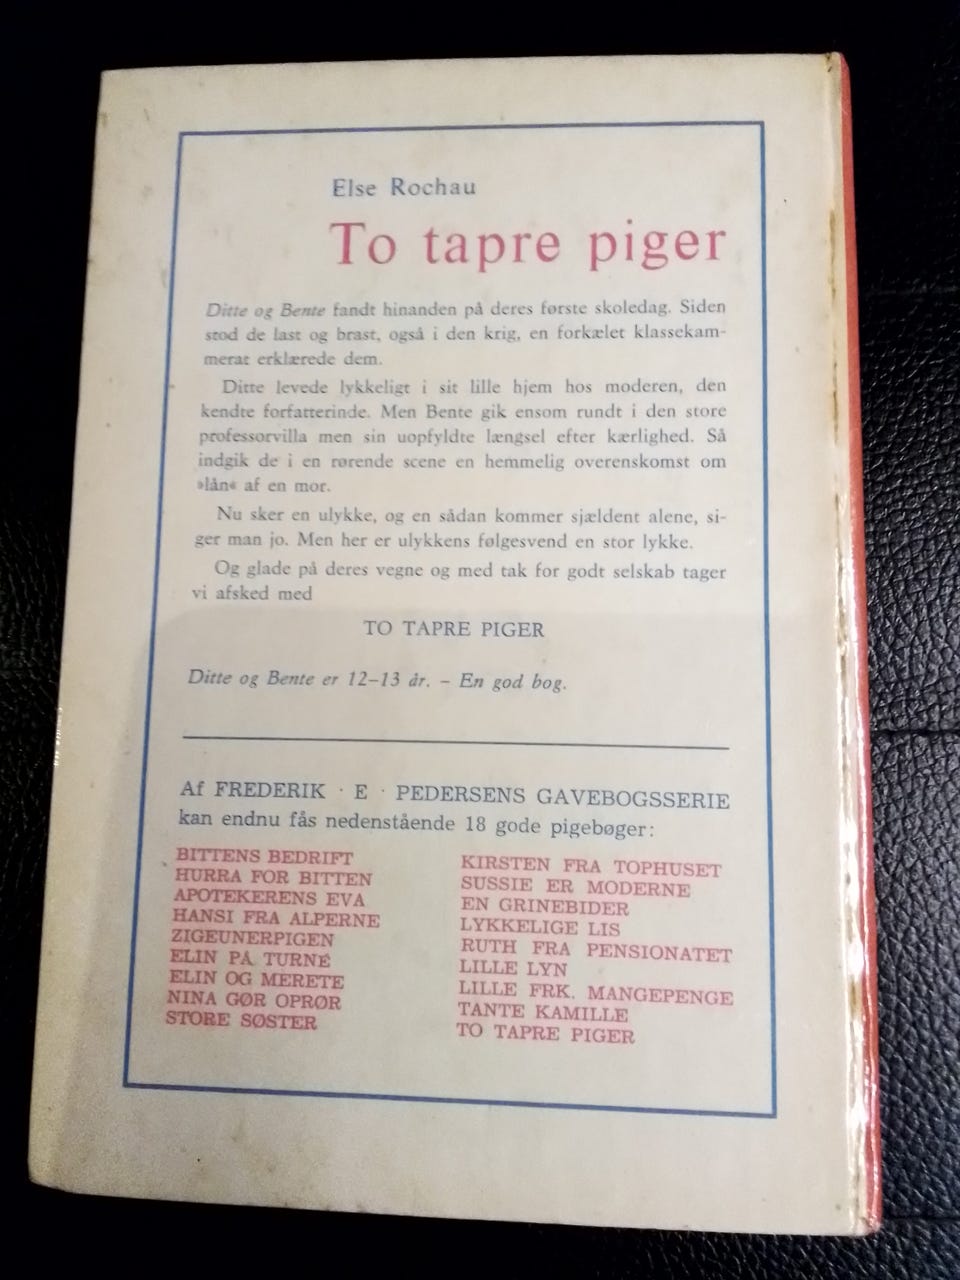 Else Rochau
To tapre piger
Ditte og Bente fandt hinanden på deres første skoledag. Siden
stod de last og brast, også i den krig, en forkælet klassekam-
merat erklærede dem.
Ditte levede lykkeligt i sit lille hjem hos moderen, den
kendte forfatterinde. Men Bente gik ensom rundt i den store
professorvilla men sin uopfyldte længsel efter kærlighed. Så
indgik de i en rørende scene en hemmelig overenskomst om
»lån« af en mor.
Nu sker en ulykke, og en sådan kommer sjældent alene, si-
ger man jo. Men her er ulykkens følgesvend en stor lykke.
Og glade på deres vegne og med tak for godt selskab tager
vi afsked med
TO TAPRE PIGER
Ditte og Bente er 12–13 år. – En god bog.
Af FREDERIK · E · PEDERSENS GAVEBOGSSERIE
kan endnu fås nedenstående 18 gode pigebøger:
BITTENS BEDRIFT
HURRA FOR BITTEN
APOTEKERENS EVA
HANSI FRA ALPERNE
ZIGEUNERPIGEN
ELIN PÅ TURNÉ
ELIN OG MERETE
NINA GØR OPRØR
STORE SØSTER
KIRSTEN FRA TOPHUSET
SUSSIE ER MODERNE
EN GRINEBIDER
LYKKELIGE LIS
RUTH FRA PENSIONATET
LILLE LYN
LILLE FRK. MANGEPENGE
TANTE KAMILLE
TO TAPRE PIGER